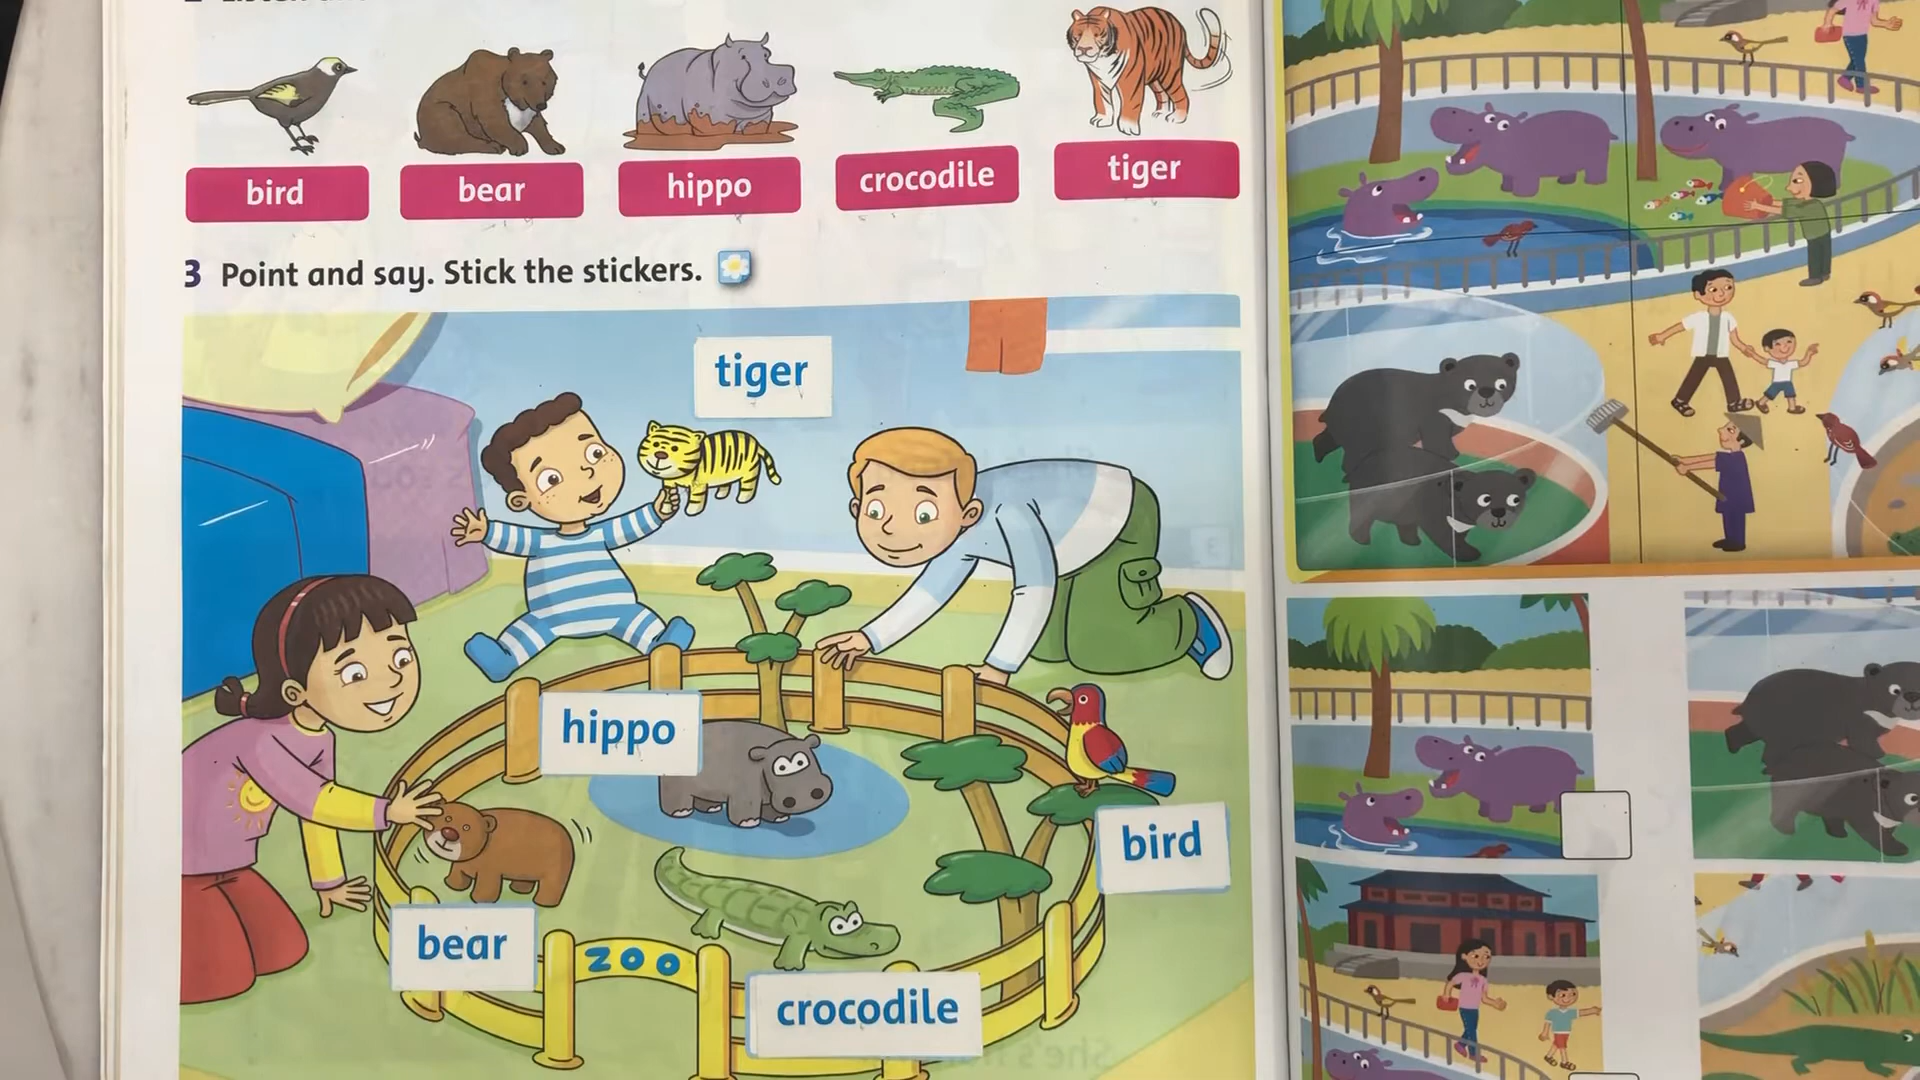 bird
bear
hippo
crocodile
tiger
3 Point and say. Stick the stickers.
tiger
hippo
bird
bear
ZOO
crocodile